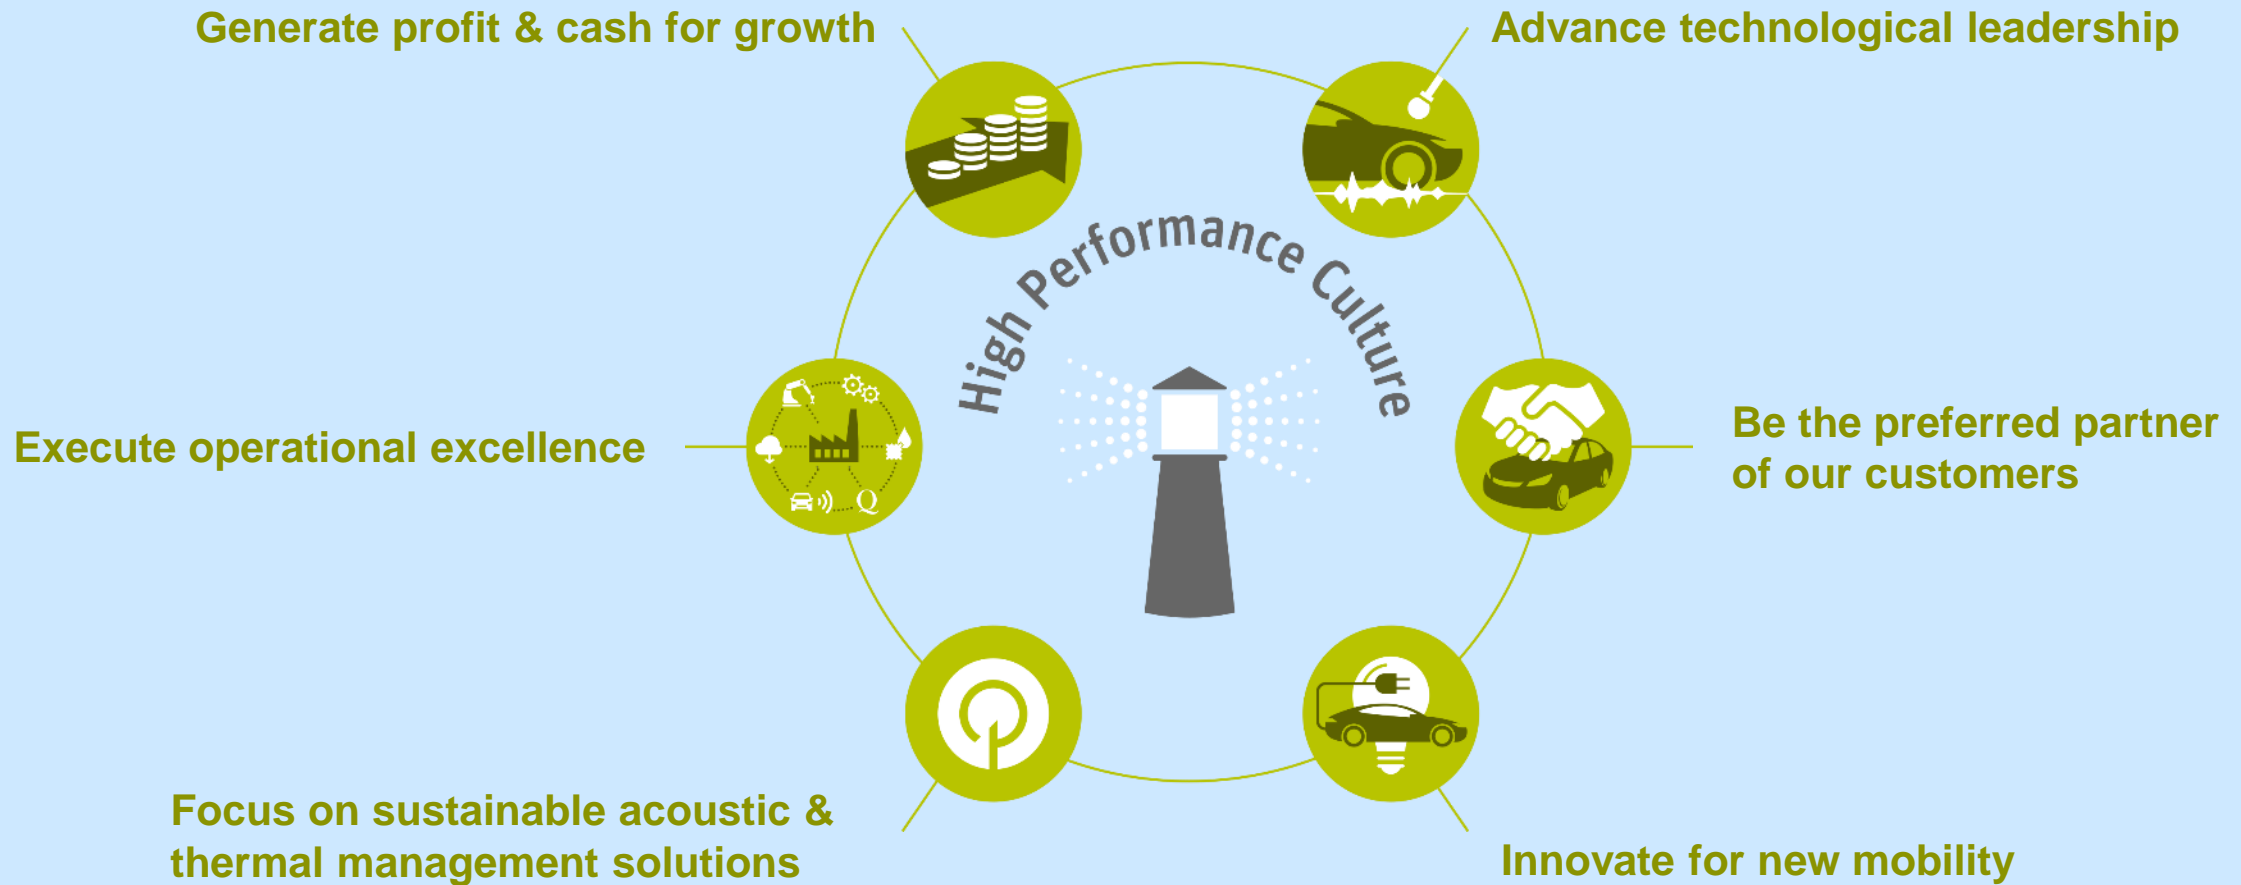 Generate profit & cash for growth
Advance technological leadership
High Performance Culture
Execute operational excellence
Q
Be the preferred partner
of our customers
Focus on sustainable acoustic &
thermal management solutions
Innovate for new mobility